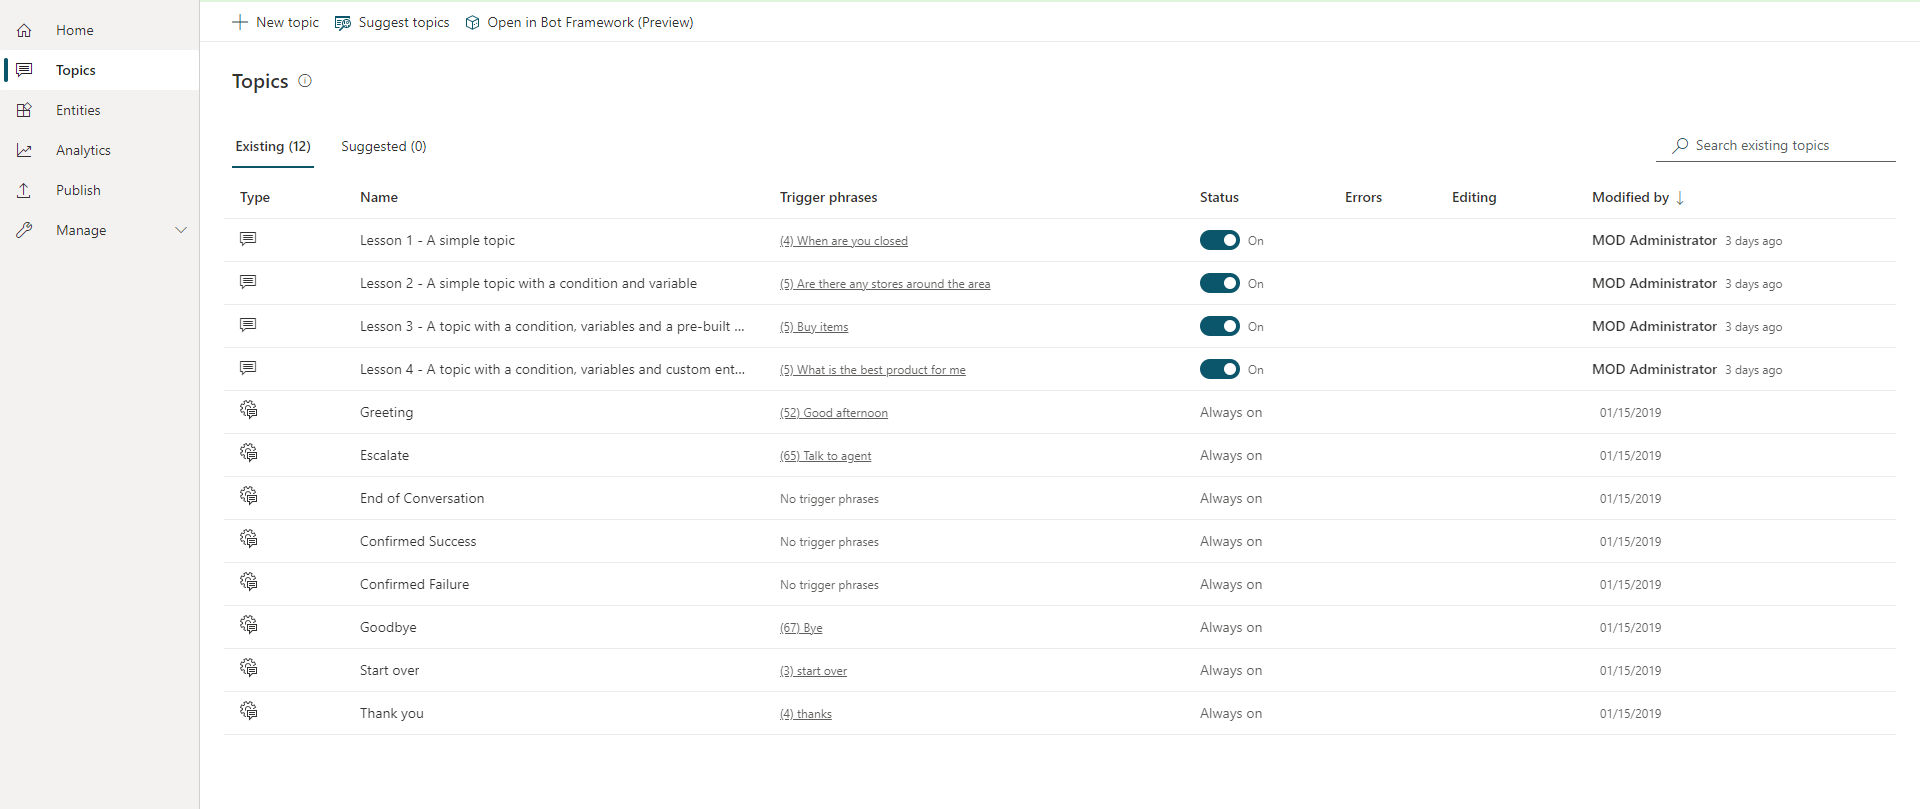 Home
Topics
Entities
Analytics
Publish
Manage
New topic Suggest topics Open in Bot Framework (Preview)
Topics
Existing (12) Suggested (0) Search existing topics
Type Name Trigger phrases Status Errors Editing Modified by
Lesson 1 - A simple topic (4) When are you closed On MOD Administrator 3 days ago
Lesson 2 - A simple topic with a condition and variable (5) Are there any stores around the area On MOD Administrator 3 days ago
Lesson 3 - A topic with a condition, variables and a pre-built ... (5) Buy items On MOD Administrator 3 days ago
Lesson 4 - A topic with a condition, variables and custom ent... (5) What is the best product for me On MOD Administrator 3 days ago
Greeting (52) Good afternoon Always on 01/15/2019
Escalate (65) Talk to agent Always on 01/15/2019
End of Conversation No trigger phrases Always on 01/15/2019
Confirmed Success No trigger phrases Always on 01/15/2019
Confirmed Failure No trigger phrases Always on 01/15/2019
Goodbye (67) Bye Always on 01/15/2019
Start over (3) start over Always on 01/15/2019
Thank you (4) thanks Always on 01/15/2019